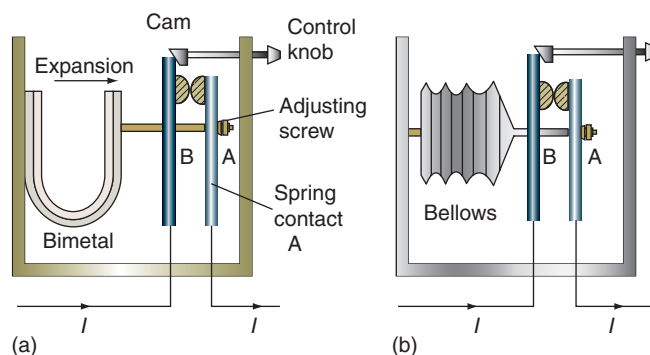 Cam
Control
knob
Expansion
Adjusting
screw
B
A
Spring
contact
A
Bimetal
I
I
(a)
B
A
Bellows
I
I
(b)